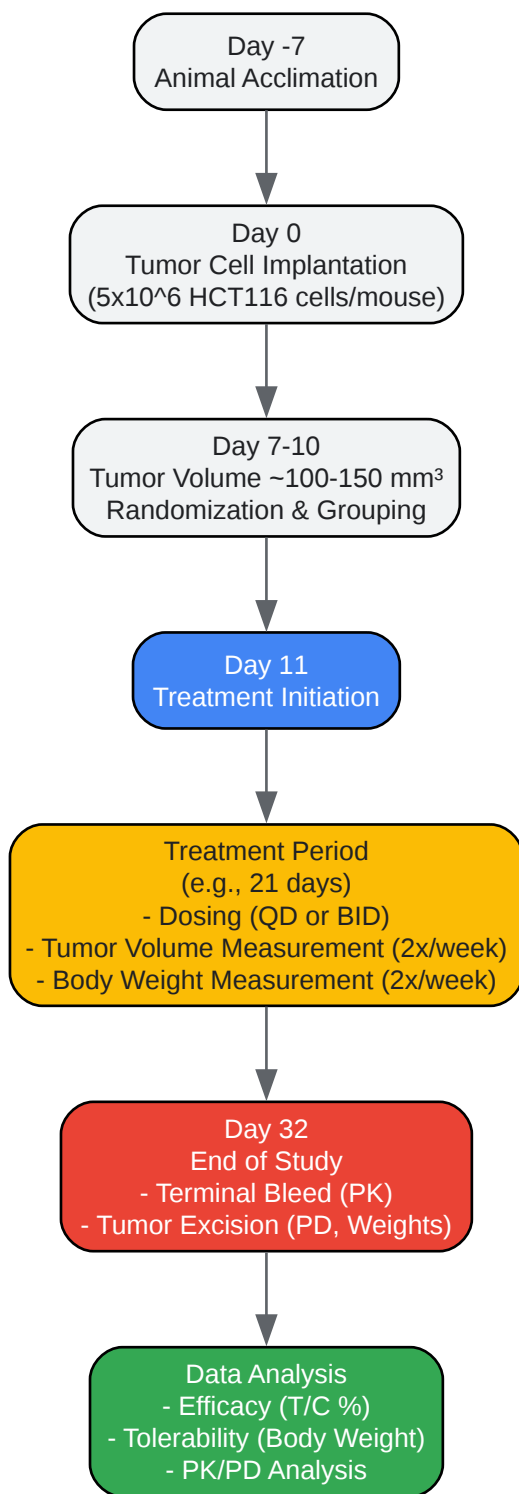 Day -7
Animal Acclimation
Day 0
Tumor Cell Implantation
(5x10^6 HCT116 cells/mouse)
Day 7-10
Tumor Volume ~100-150 mm³
Randomization & Grouping
Day 11
Treatment Initiation
Treatment Period
(e.g., 21 days)
- Dosing (QD or BID)
- Tumor Volume Measurement (2x/week)
- Body Weight Measurement (2x/week)
Day 32
End of Study
- Terminal Bleed (PK)
- Tumor Excision (PD, Weights)
Data Analysis
- Efficacy (T/C %)
- Tolerability (Body Weight)
- PK/PD Analysis